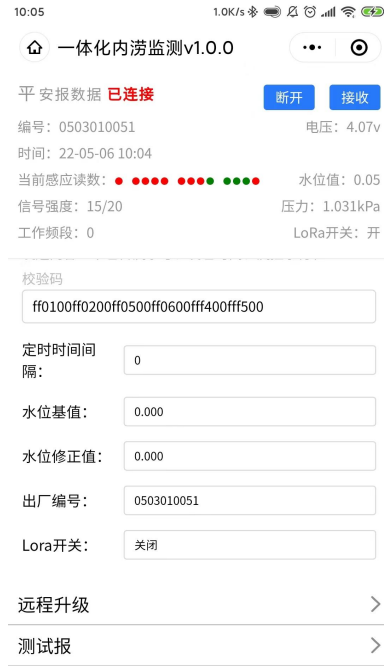 10:05 1.0K/s
一体化内涝监测v1.0.0
平安报数据 已连接 断开 接收
编号：0503010051 电压：4.07v
时间：22-05-06 10:04
当前感应读数： 水位值：0.05
信号强度：15/20 压力：1.031kPa
工作频段：0 LoRa开关：开
校验码
ff0100ff0200ff0500ff0600fff400fff500
定时时间间
隔： 0
水位基值： 0.000
水位修正值： 0.000
出厂编号： 0503010051
Lora开关： 关闭
远程升级
测试报